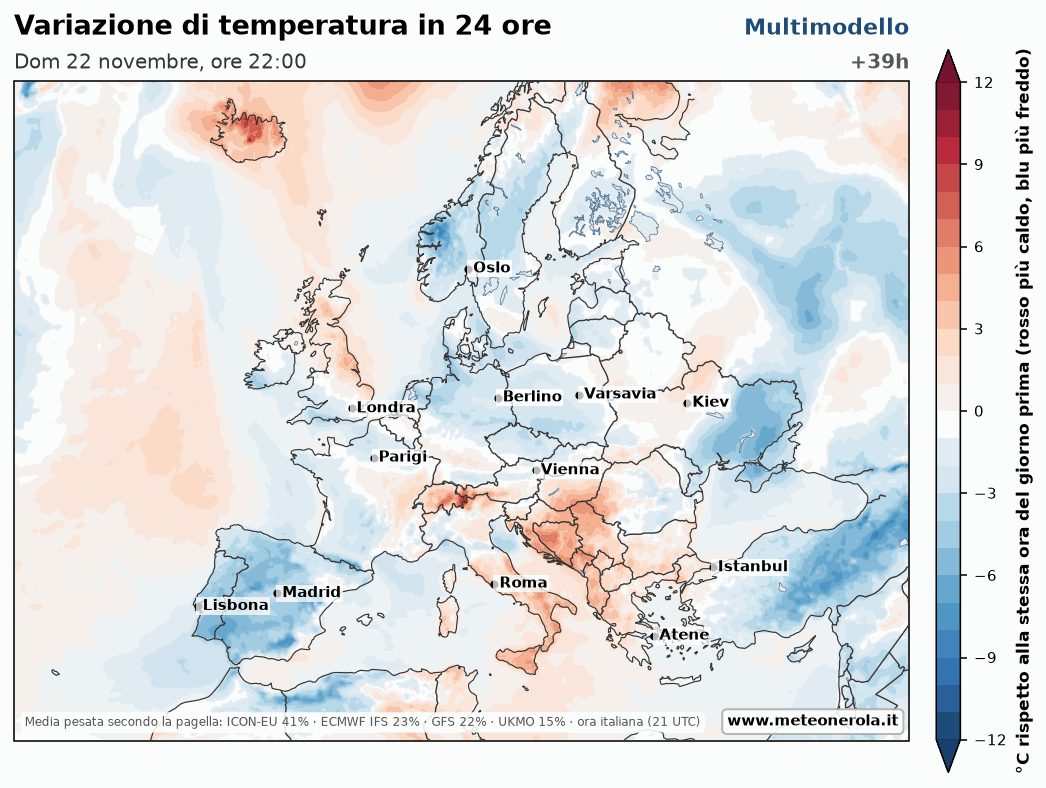 Variazione di temperatura in 24 ore
Multimodello
Dom 22 novembre, ore 22:00
+39h
Oslo
Londra
Berlino
Varsavia
Kiev
Parigi
Vienna
Istanbul
Roma
Madrid
Lisbona
Atene
Media pesata secondo la pagella: ICON-EU 41% · ECMWF IFS 23% · GFS 22% · UKMO 15% · ora italiana (21 UTC)
www.meteonerola.it
12
9
6
3
0
−3
−6
−9
−12
°C rispetto alla stessa ora del giorno prima (rosso più caldo, blu più freddo)